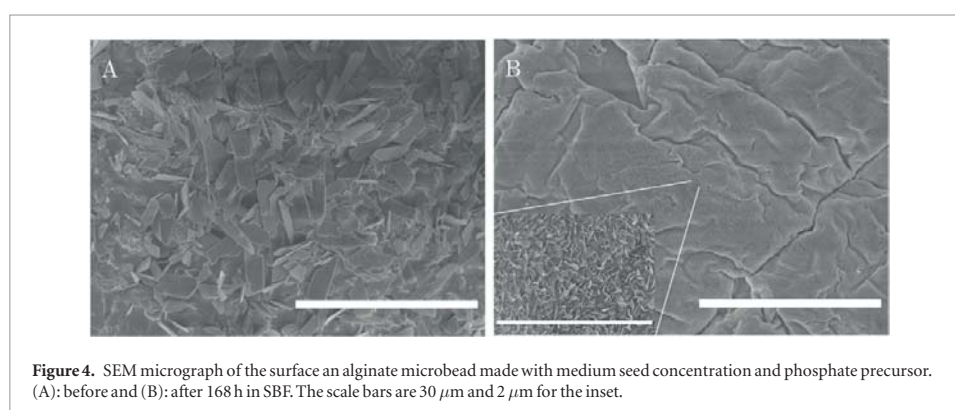 A
B
Figure 4. SEM micrograph of the surface an alginate microbead made with medium seed concentration and phosphate precursor.
(A): before and (B): after 168 h in SBF. The scale bars are 30 μm and 2 μm for the inset.